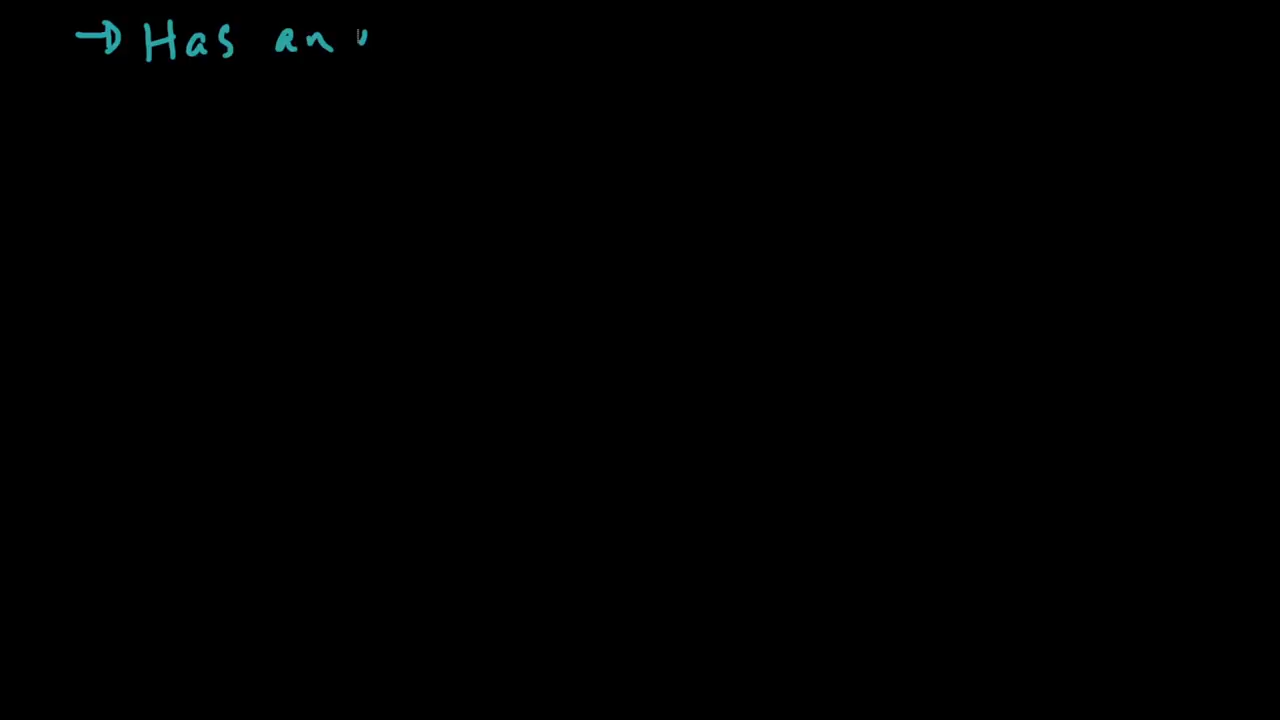 → Has an